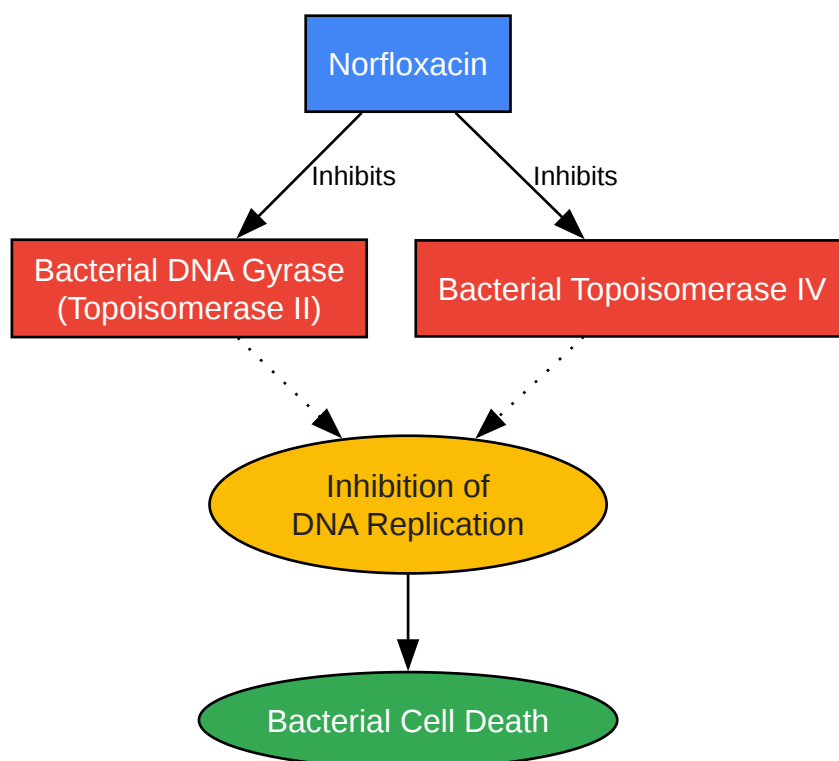 Norfloxacin
Inhibits
Inhibits
Bacterial DNA Gyrase
(Topoisomerase II)
Bacterial Topoisomerase IV
Inhibition of
DNA Replication
Bacterial Cell Death